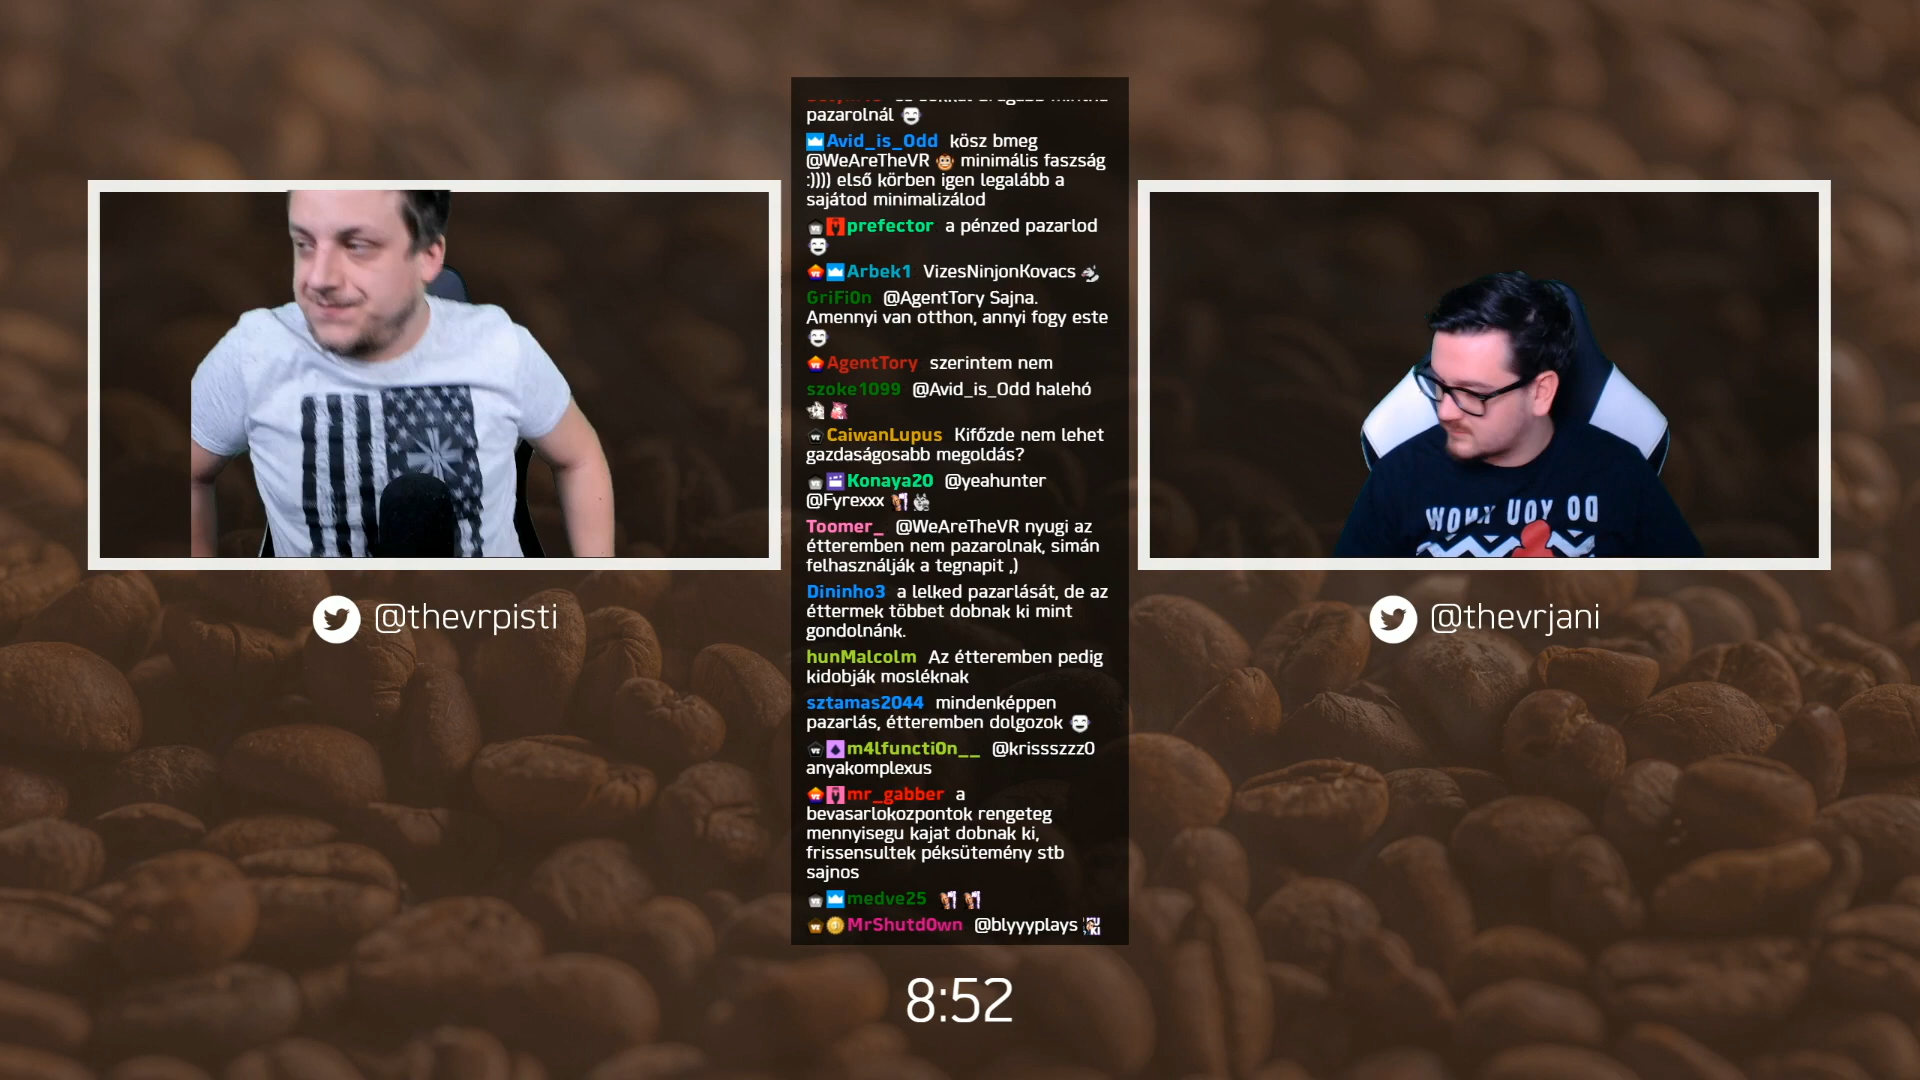 pazarolnál
Avid_is_Odd kösz bmeg
@WeAreTheVR minimális faszság
:)))) első körben igen legalább a
sajátod minimalizálod
prefector a pénzed pazarlod
Arbek1 VizesNinjonKovacs
GriFiOn @AgentTory Sajna.
Amennyi van otthon, annyi fogy este
AgentTory szerintem nem
szoke1099 @Avid_is_Odd halehó
CaiwanLupus Kifőzde nem lehet
gazdaságosabb megoldás?
Konaya20 @yeahunter
@Fyrexxx
Toomer_ @WeAreTheVR nyugi az
étteremben nem pazarolnak, simán
felhasználják a tegnapit ,)
Dininho3 a lelked pazarlását, de az
éttermek többet dobnak ki mint
gondolnánk.
hunMalcolm Az étteremben pedig
kidobják mosléknak
sztamas2044 mindenképpen
pazarlás, étteremben dolgozok
m4lfuncti0n__ @krissszzz0
anyakomplexus
mr_gabber a
bevasarlokozpontok rengeteg
mennyisegu kajat dobnak ki,
frissensultek péksütemény stb
sajnos
medve25
MrShutd0wn @blyyyplays
@thevrpisti
@thevrjani
DO YOU KNOW
8:52